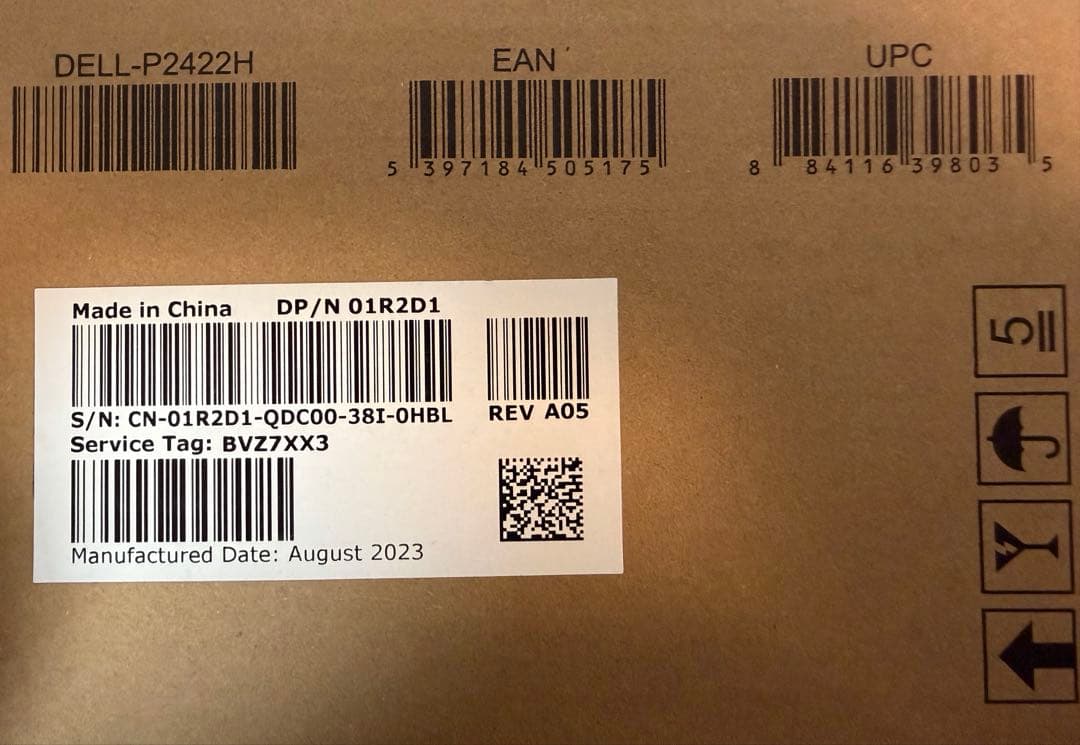 DELL-P2422H
EAN
UPC
5 397184 505175
8 84116 39803 5
Made in China DP/N 01R2D1
S/N: CN-01R2D1-QDC00-38I-0HBL
REV A05
Service Tag: BVZ7XX3
Manufactured Date: August 2023
5